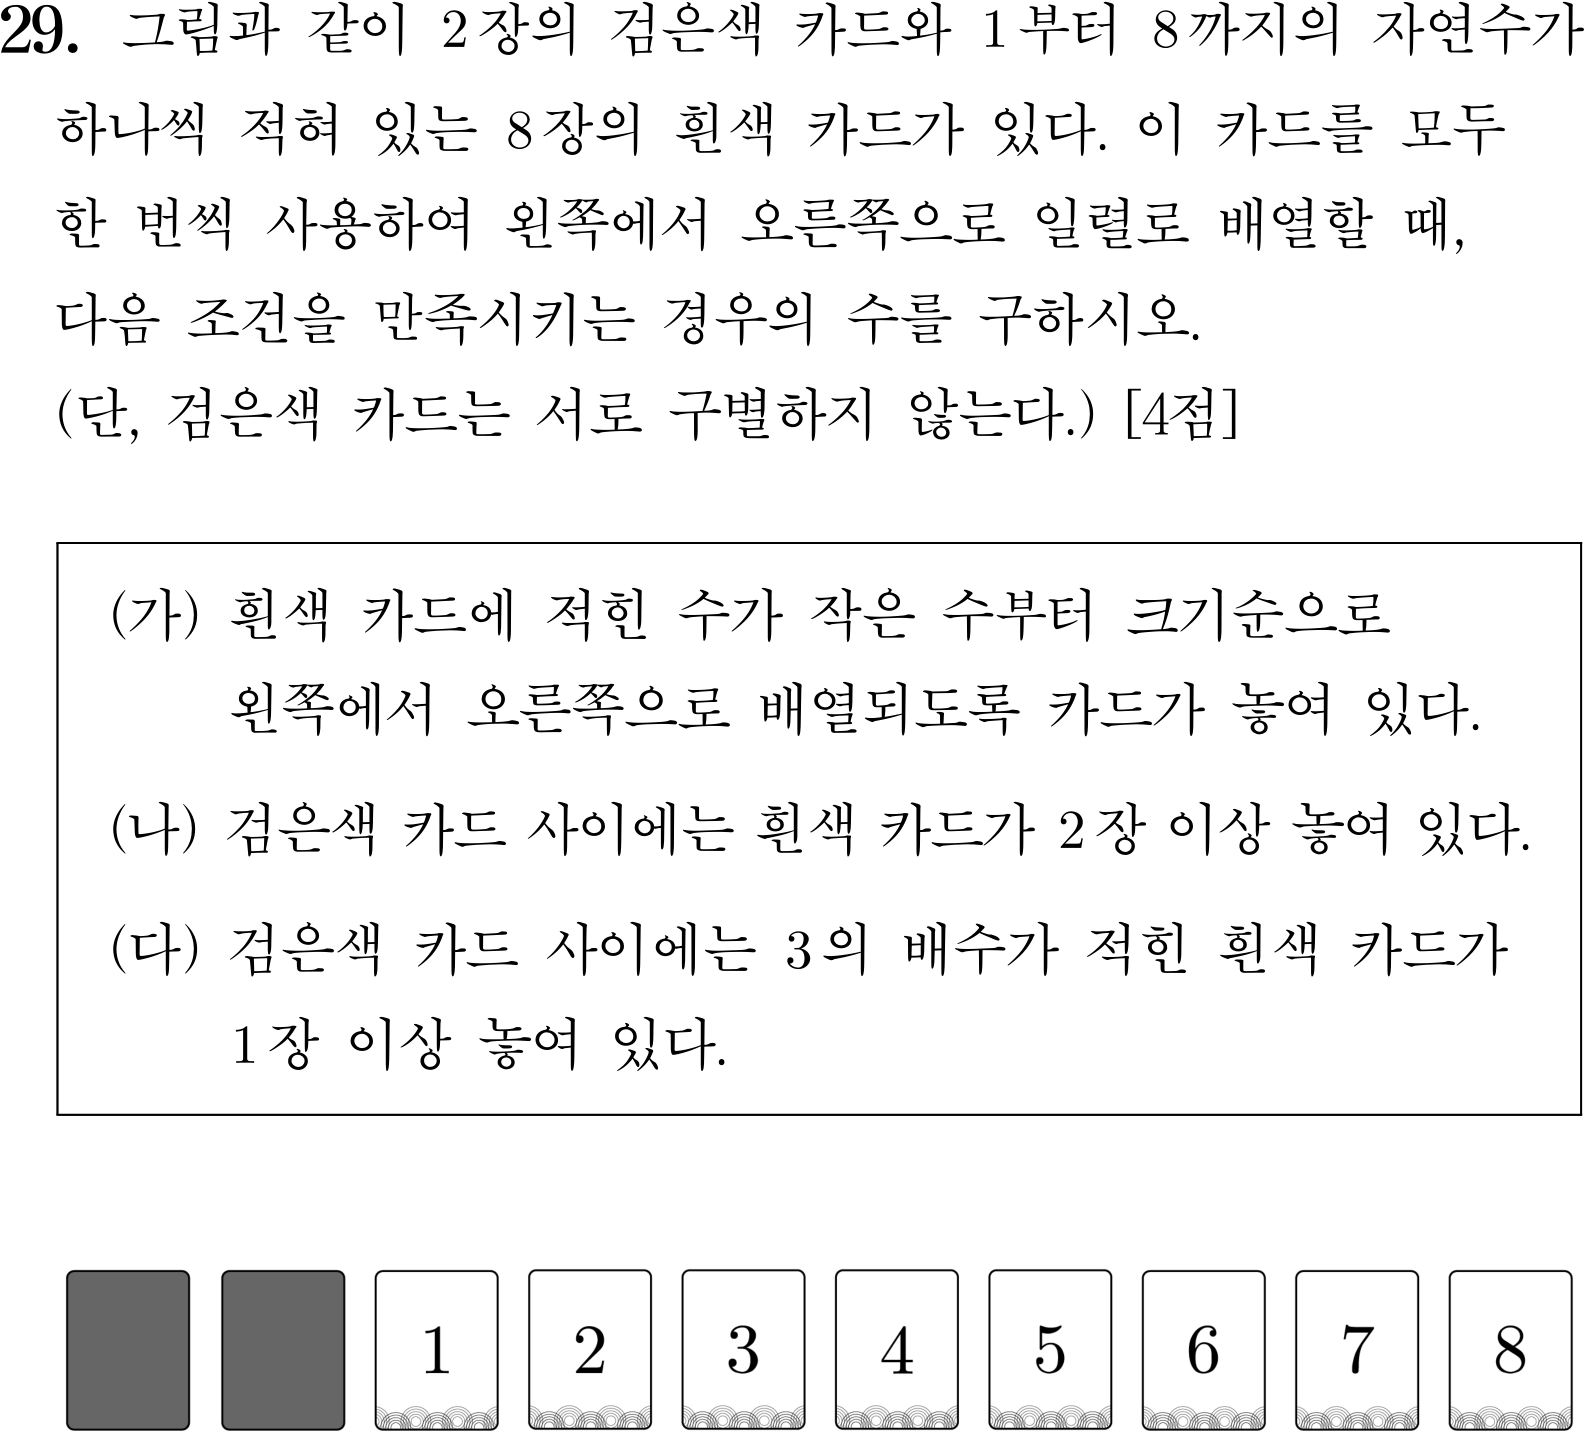 29. 그림과 같이 2장의 검은색 카드와 1부터 8까지의 자연수가
하나씩 적혀 있는 8장의 흰색 카드가 있다. 이 카드를 모두
한 번씩 사용하여 왼쪽에서 오른쪽으로 일렬로 배열할 때,
다음 조건을 만족시키는 경우의 수를 구하시오.
(단, 검은색 카드는 서로 구별하지 않는다.) [4점]
(가) 흰색 카드에 적힌 수가 작은 수부터 크기순으로
왼쪽에서 오른쪽으로 배열되도록 카드가 놓여 있다.
(나) 검은색 카드 사이에는 흰색 카드가 2장 이상 놓여 있다.
(다) 검은색 카드 사이에는 3의 배수가 적힌 흰색 카드가
1장 이상 놓여 있다.
1 2 3 4 5 6 7 8